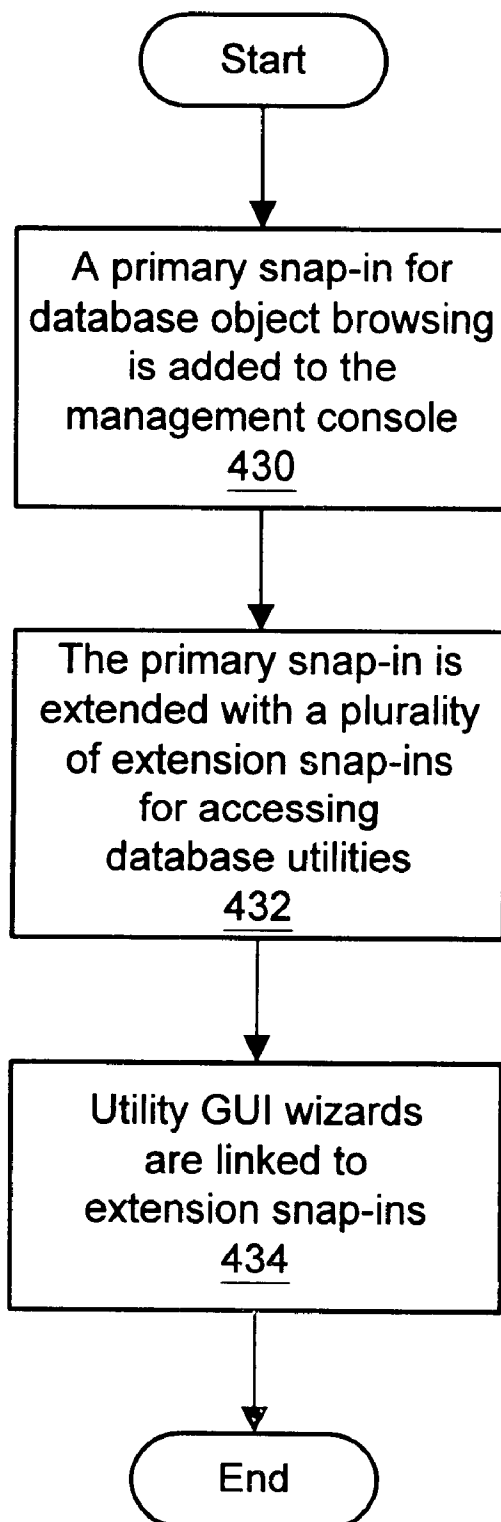 Start
A primary snap-in for
database object browsing
is added to the
management console
430
The primary snap-in is
extended with a plurality
of extension snap-ins
for accessing
database utilities
432
Utility GUI wizards
are linked to
extension snap-ins
434
End